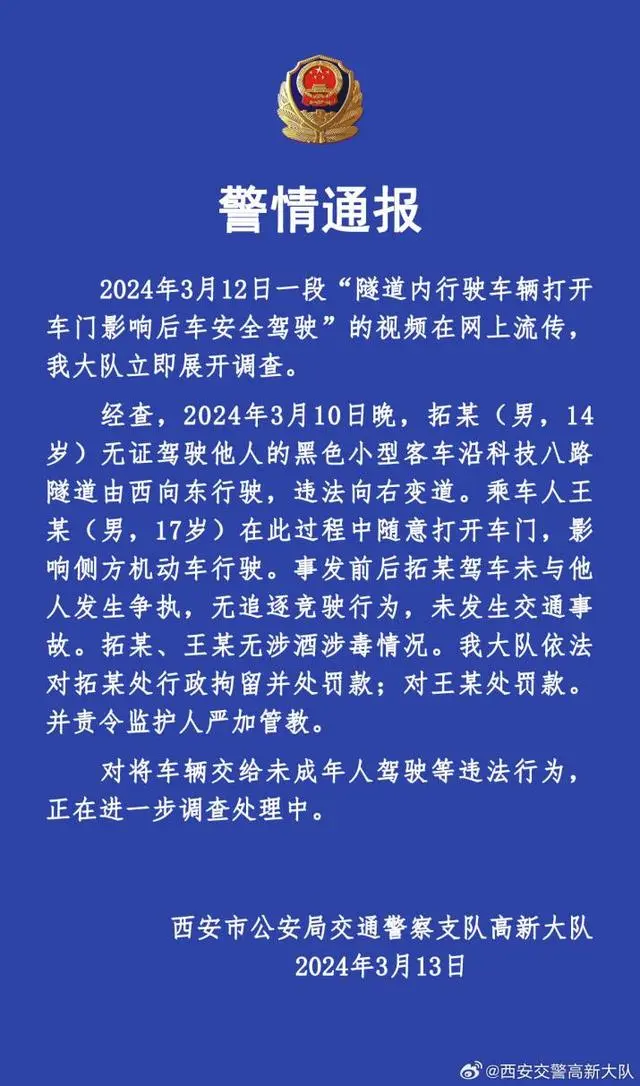 警情通报
2024年3月12日一段“隧道内行驶车辆打开
车门影响后车安全驾驶”的视频在网上流传，
我大队立即展开调查。
经查，2024年3月10日晚，拓某（男，14
岁）无证驾驶他人的黑色小型客车沿科技八路
隧道由西向东行驶，违法向右变道。乘车人王
某（男，17岁）在此过程中随意打开车门，影
响侧方机动车行驶。事发前后拓某驾车未与他
人发生争执，无追逐竞驶行为，未发生交通事
故。拓某、王某无涉酒涉毒情况。我大队依法
对拓某处行政拘留并处罚款；对王某处罚款。
并责令监护人严加管教。
对将车辆交给未成年人驾驶等违法行为，
正在进一步调查处理中。
西安市公安局交通警察支队高新大队
2024年3月13日
@西安交警高新大队